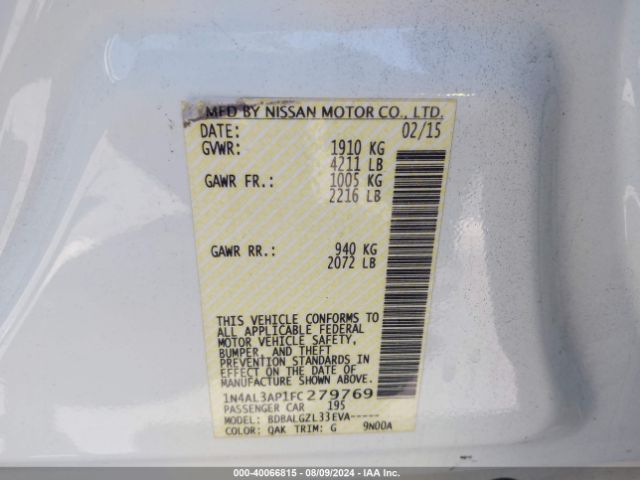 MFD BY NISSAN MOTOR CO., LTD.
DATE: 02/15
GVWR: 1910 KG
4211 LB
GAWR FR.: 1005 KG
2216 LB
GAWR RR.: 940 KG
2072 LB
THIS VEHICLE CONFORMS TO
ALL APPLICABLE FEDERAL
MOTOR VEHICLE SAFETY,
BUMPER, AND THEFT
PREVENTION STANDARDS IN
EFFECT ON THE DATE OF
MANUFACTURE SHOWN ABOVE.
1N4AL3AP1FC279769
PASSENGER CAR 195
MODEL: BDBALGZL33EVA-----
COLOR: QAK TRIM: G 9N00A
000-40066815 - 08/09/2024 - IAA Inc.